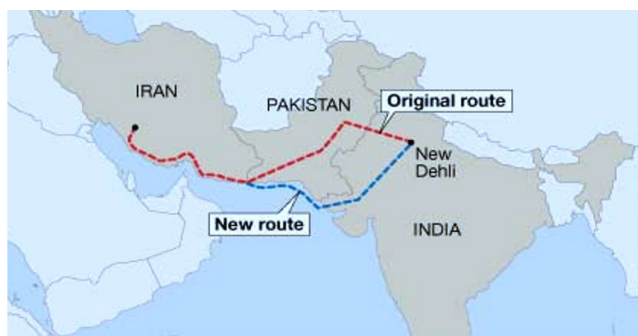 IRAN
PAKISTAN
Original route
New
Dehli
New route
INDIA